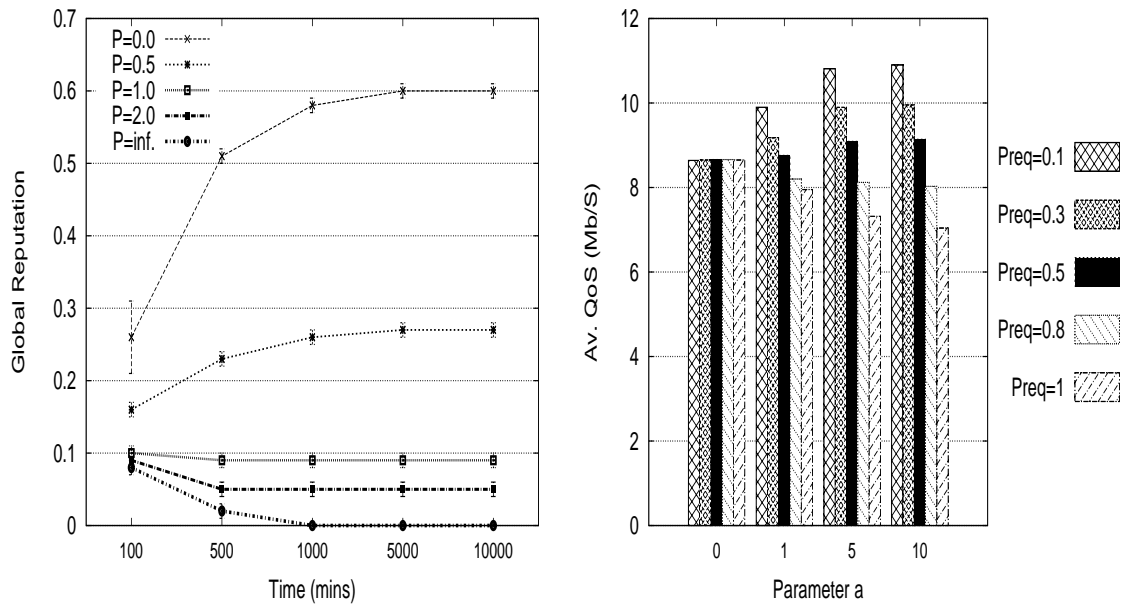 0.7
0.6
0.5
0.4
0.3
0.2
0.1
0
Global Reputation
P=0.0
P=0.5
P=1.0
P=2.0
P=inf.
100 500 1000 5000 10000
Time (mins)
12
10
8
6
4
2
0
Av. QoS (Mb/S)
0 1 5 10
Parameter a
Preq=0.1
Preq=0.3
Preq=0.5
Preq=0.8
Preq=1